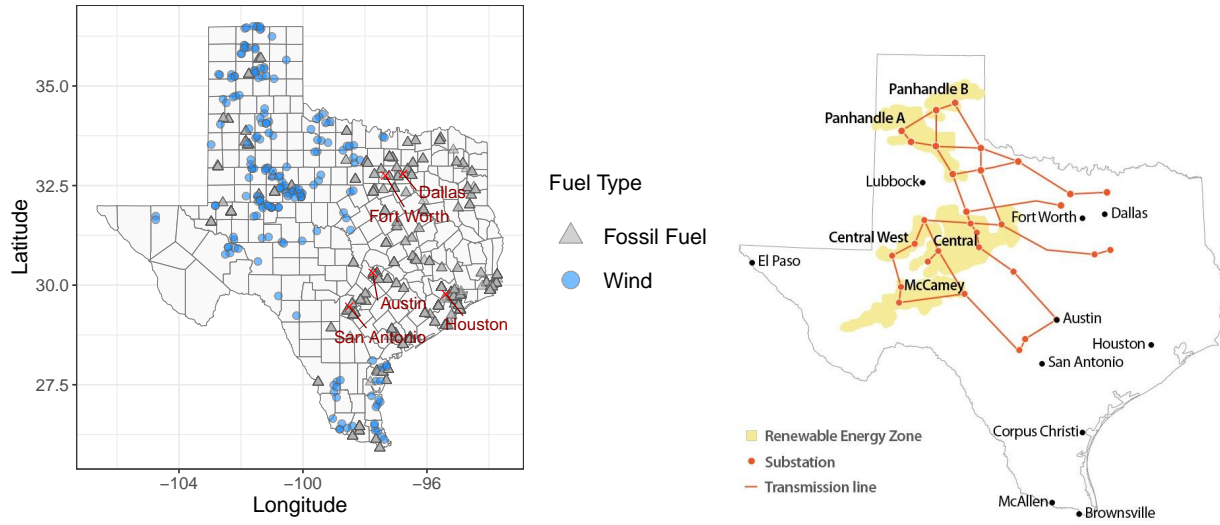 35.0
32.5
30.0
27.5
Latitude
−104
−100
−96
Longitude
Dallas
Fort Worth
Austin
Houston
San Antonio
Fuel Type
Fossil Fuel
Wind
Panhandle B
Panhandle A
Lubbock
Fort Worth
Dallas
Central West
Central
El Paso
McCamey
Austin
Houston
San Antonio
Renewable Energy Zone
Corpus Christi
Substation
Transmission line
McAllen
Brownsville